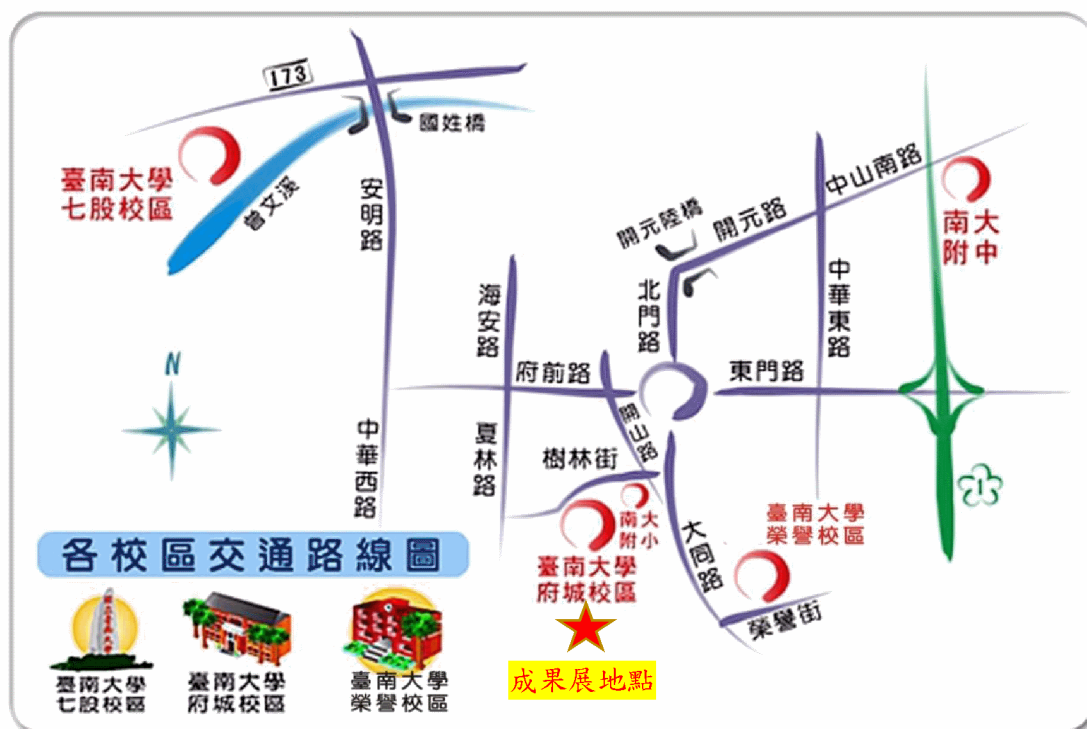 173
國姓橋
臺南大學
七股校區
曾文溪
安明路
中山南路
開元路
開元陸橋
南大
附中
北門路
中華東路
海安路
府前路
東門路
N
開山路
中華西路
夏林路
樹林街
1
南大
附小
臺南大學
府城校區
大同路
臺南大學
榮譽校區
榮譽街
各校區交通路線圖
臺南大學
七股校區
臺南大學
府城校區
臺南大學
榮譽校區
成果展地點